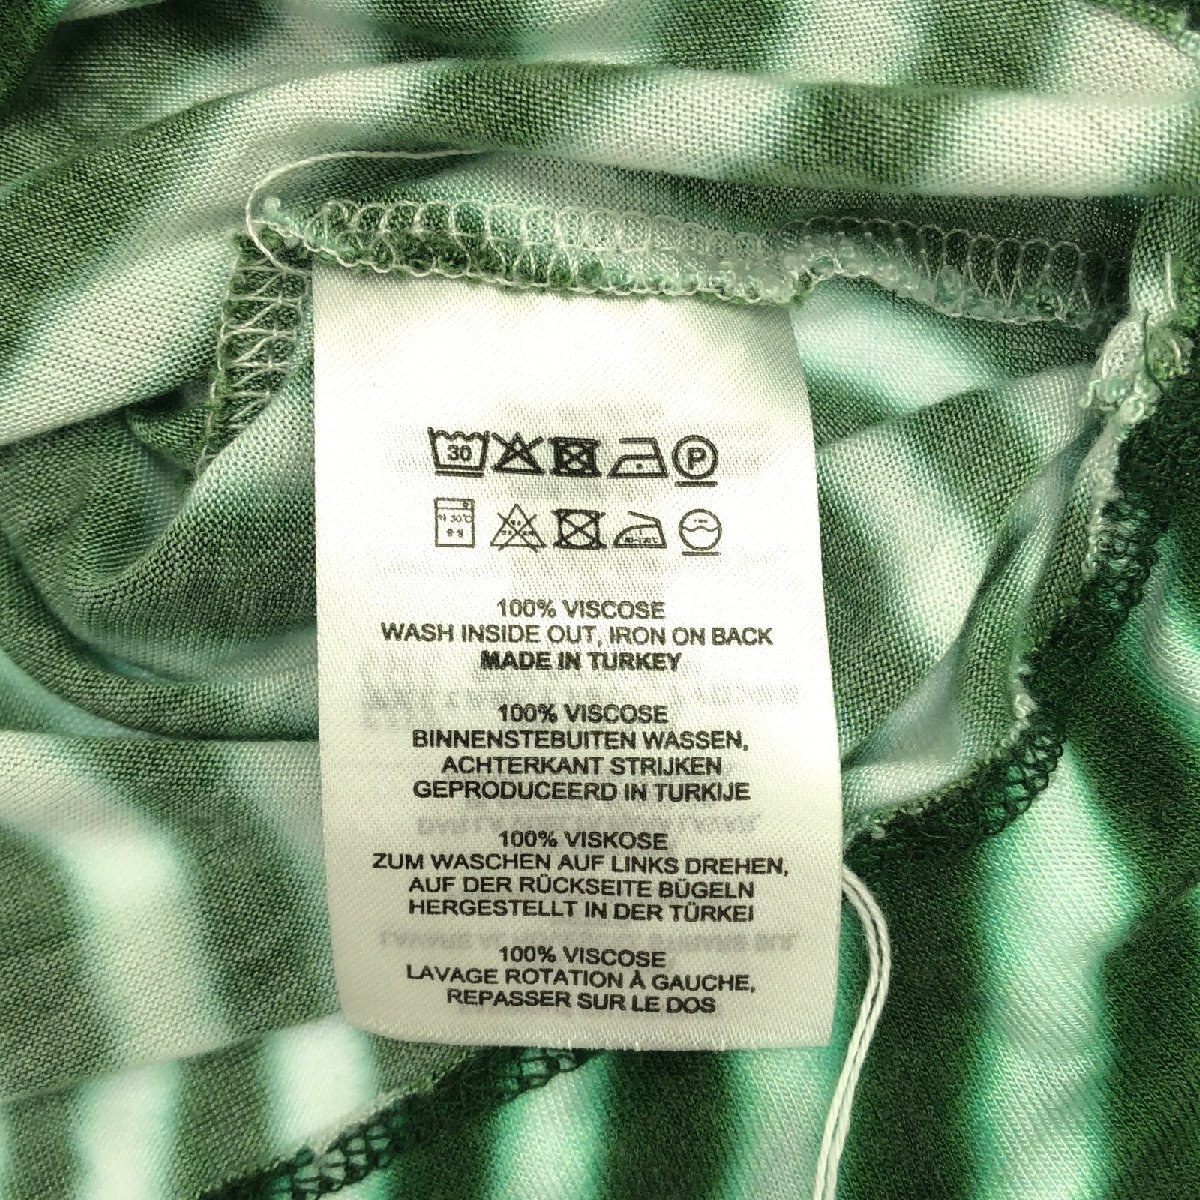 30 P
30℃
100% VISCOSE
WASH INSIDE OUT, IRON ON BACK
MADE IN TURKEY
100% VISCOSE
BINNENSTEBUITEN WASSEN,
ACHTERKANT STRIJKEN
GEPRODUCEERD IN TURKIJE
100% VISKOSE
ZUM WASCHEN AUF LINKS DREHEN,
AUF DER RÜCKSEITE BÜGELN
HERGESTELLT IN DER TÜRKEI
100% VISCOSE
LAVAGE ROTATION À GAUCHE,
REPASSER SUR LE DOS